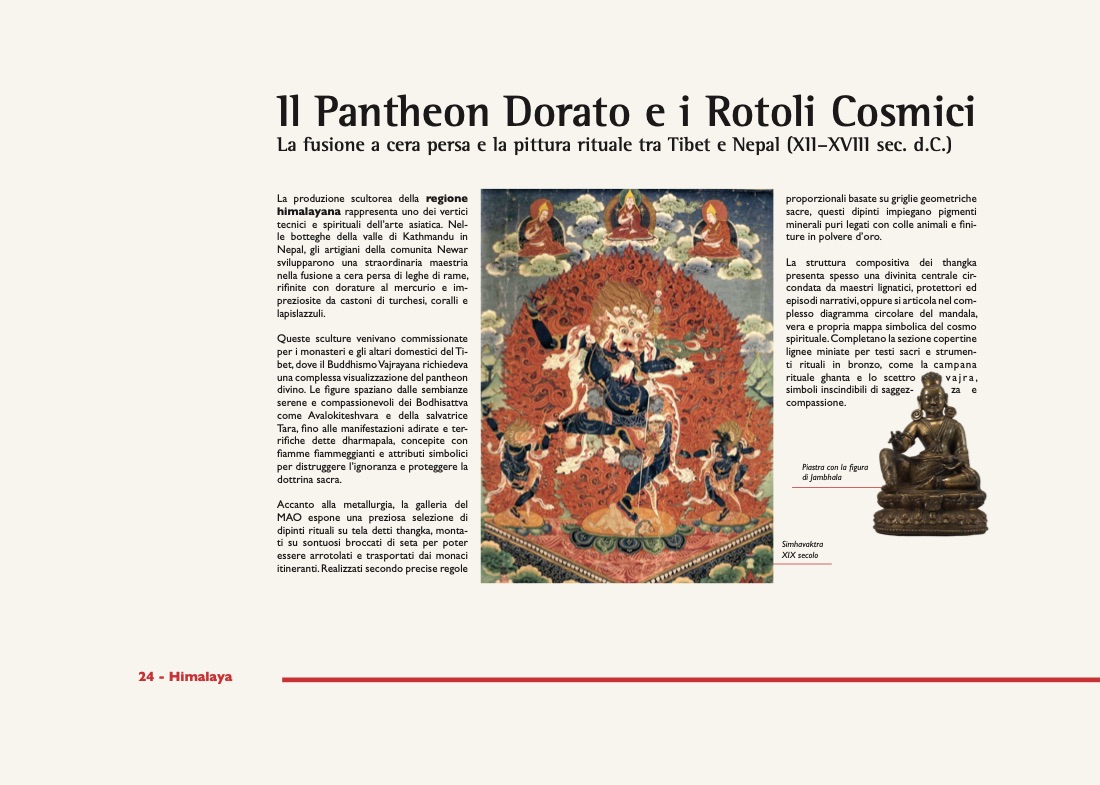 Il Pantheon Dorato e i Rotoli Cosmici
La fusione a cera persa e la pittura rituale tra Tibet e Nepal (XII–XVIII sec. d.C.)
La produzione scultorea della regione
himalayana rappresenta uno dei vertici
tecnici e spirituali dell'arte asiatica. Nel-
le botteghe della valle di Kathmandu in
Nepal, gli artigiani della comunita Newar
svilupparono una straordinaria maestria
nella fusione a cera persa di leghe di rame,
rifinite con dorature al mercurio e im-
preziosite da castoni di turchesi, coralli e
lapislazzuli.
Queste sculture venivano commissionate
per i monasteri e gli altari domestici del Ti-
bet, dove il Buddhismo Vajrayana richiedeva
una complessa visualizzazione del pantheon
divino. Le figure spaziano dalle sembianze
serene e compassionevoli dei Bodhisattva
come Avalokiteshvara e della salvatrice
Tara, fino alle manifestazioni adirate e ter-
rifiche dette dharmapala, concepite con
fiamme fiammeggianti e attributi simbolici
per distruggere l'ignoranza e proteggere la
dottrina sacra.
Accanto alla metallurgia, la galleria del
MAO espone una preziosa selezione di
dipinti rituali su tela detti thangka, monta-
ti su sontuosi broccati di seta per poter
essere arrotolati e trasportati dai monaci
itineranti. Realizzati secondo precise regole
proporzionali basate su griglie geometriche
sacre, questi dipinti impiegano pigmenti
minerali puri legati con colle animali e fini-
ture in polvere d'oro.
La struttura compositiva dei thangka
presenta spesso una divinita centrale cir-
condata da maestri lignatici, protettori ed
episodi narrativi, oppure si articola nel com-
plesso diagramma circolare del mandala,
vera e propria mappa simbolica del cosmo
spirituale. Completano la sezione copertine
lignee miniate per testi sacri e strumen-
ti rituali in bronzo, come la campana
rituale ghanta e lo scettro vajra,
simboli inscindibili di saggez- za e
compassione.
Piastra con la figura
di Jambhala
Simhavaktra
XIX secolo
24 - Himalaya